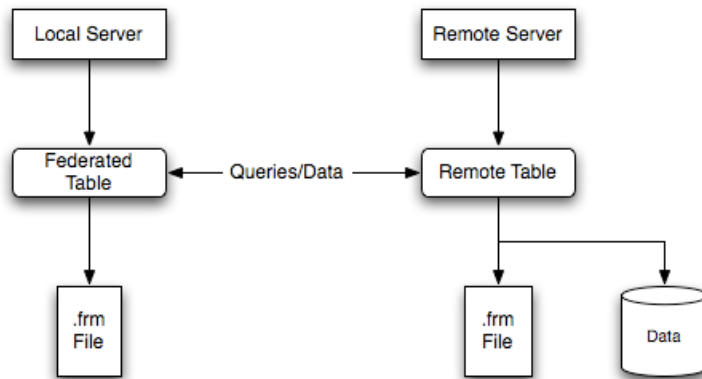 Local Server
Remote Server
Federated
Table
Queries/Data
Remote Table
.frm
File
.frm
File
Data